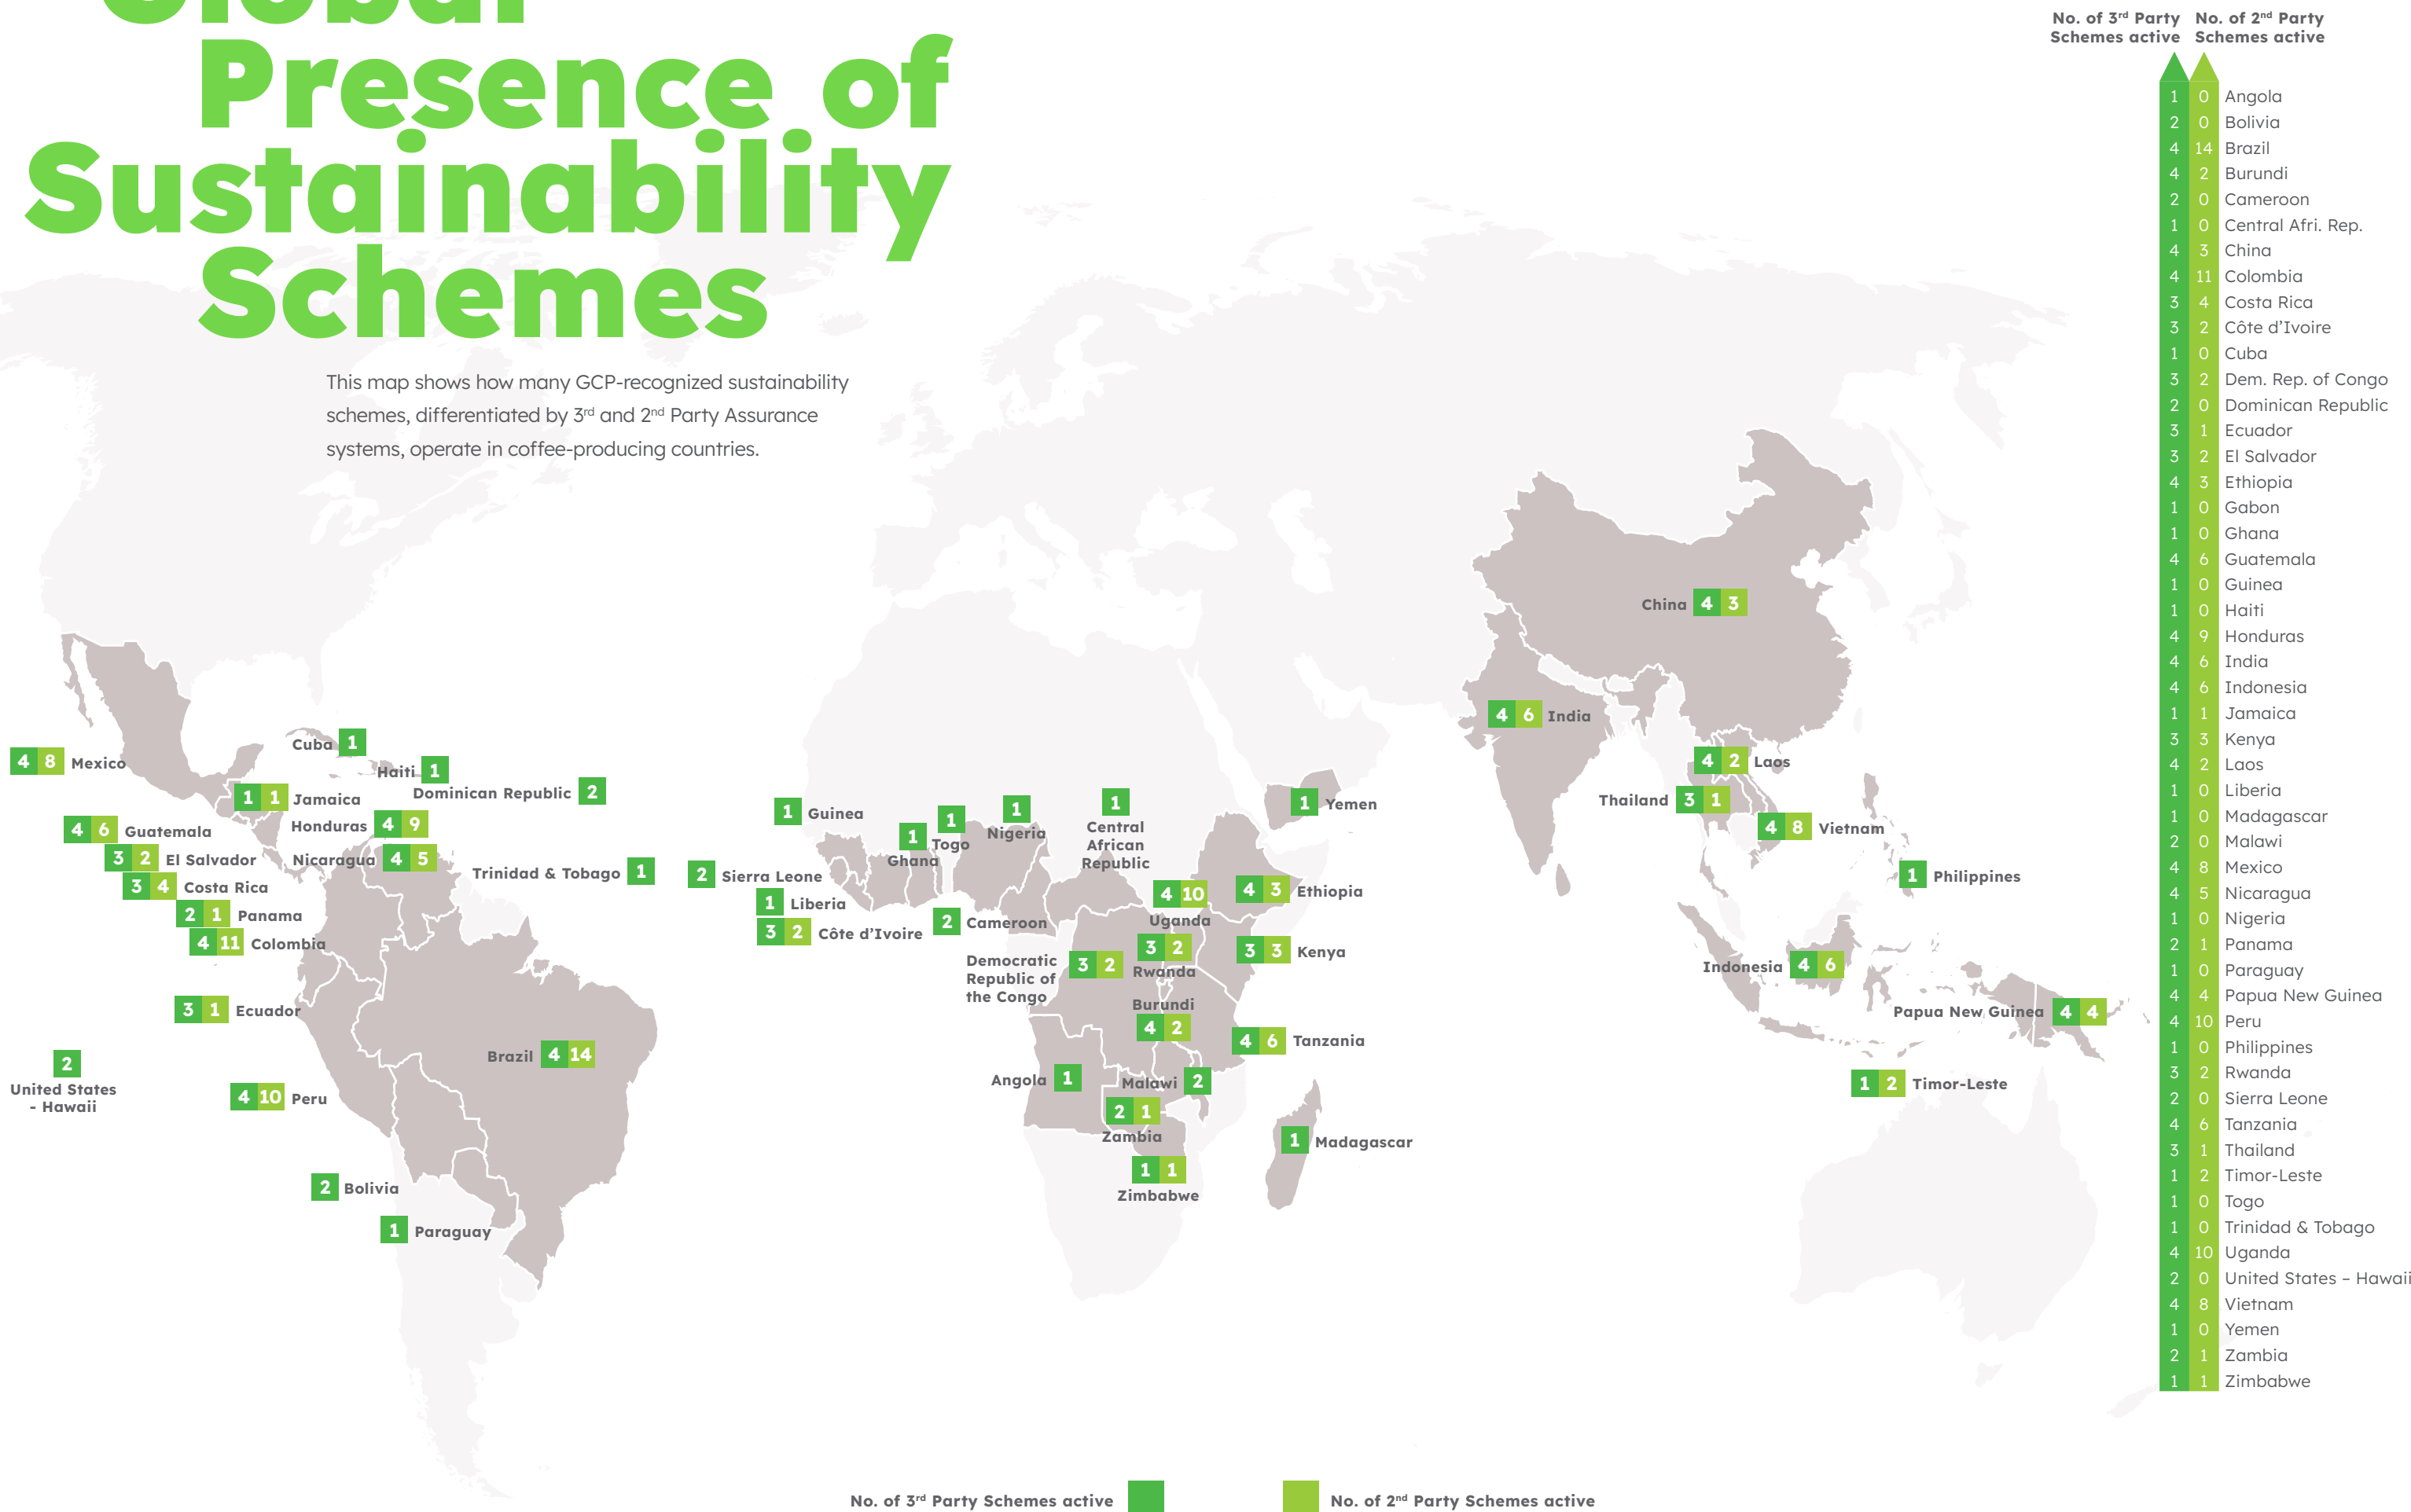 Global
Presence of
Sustainability
Schemes
This map shows how many GCP-recognized sustainability
schemes, differentiated by 3rd and 2nd Party Assurance
systems, operate in coffee-producing countries.
No. of 3rd Party
Schemes active
No. of 2nd Party
Schemes active
1 0 Angola
2 0 Bolivia
4 14 Brazil
4 2 Burundi
2 0 Cameroon
1 0 Central Afri. Rep.
4 3 China
4 11 Colombia
3 4 Costa Rica
3 2 Côte d’Ivoire
1 0 Cuba
3 2 Dem. Rep. of Congo
2 0 Dominican Republic
3 1 Ecuador
3 2 El Salvador
4 3 Ethiopia
1 0 Gabon
1 0 Ghana
4 6 Guatemala
1 0 Guinea
1 0 Haiti
4 9 Honduras
4 6 India
4 6 Indonesia
1 1 Jamaica
3 3 Kenya
4 2 Laos
1 0 Liberia
1 0 Madagascar
2 0 Malawi
4 8 Mexico
4 5 Nicaragua
1 0 Nigeria
2 1 Panama
1 0 Paraguay
4 4 Papua New Guinea
4 10 Peru
1 0 Philippines
3 2 Rwanda
2 0 Sierra Leone
4 6 Tanzania
3 1 Thailand
1 2 Timor-Leste
1 0 Togo
1 0 Trinidad & Tobago
4 10 Uganda
2 0 United States – Hawaii
4 8 Vietnam
1 0 Yemen
2 1 Zambia
1 1 Zimbabwe
4 8 Mexico
Cuba 1
Haiti 1
Dominican Republic 2
1 1 Jamaica
Honduras 4 9
4 6 Guatemala
3 2 El Salvador
Nicaragua 4 5
3 4 Costa Rica
Trinidad & Tobago 1
2 1 Panama
4 11 Colombia
3 1 Ecuador
Brazil 4 14
2
United States
- Hawaii
4 10 Peru
2 Bolivia
1 Paraguay
1 Guinea
1
Ghana
1
Togo
1
Nigeria
1
Central
African
Republic
2 Sierra Leone
1 Liberia
3 2 Côte d’Ivoire
2 Cameroon
4 10
Uganda
4 3 Ethiopia
1 Yemen
3 2
Rwanda
3 3 Kenya
Democratic
Republic of
the Congo
3 2
Burundi
4 2
4 6 Tanzania
Angola 1
Malawi 2
2 1
Zambia
1 1
Zimbabwe
1 Madagascar
China 4 3
4 6 India
4 2 Laos
Thailand 3 1
4 8 Vietnam
1 Philippines
Indonesia 4 6
Papua New Guinea 4 4
1 2 Timor-Leste
No. of 3rd Party Schemes active
No. of 2nd Party Schemes active